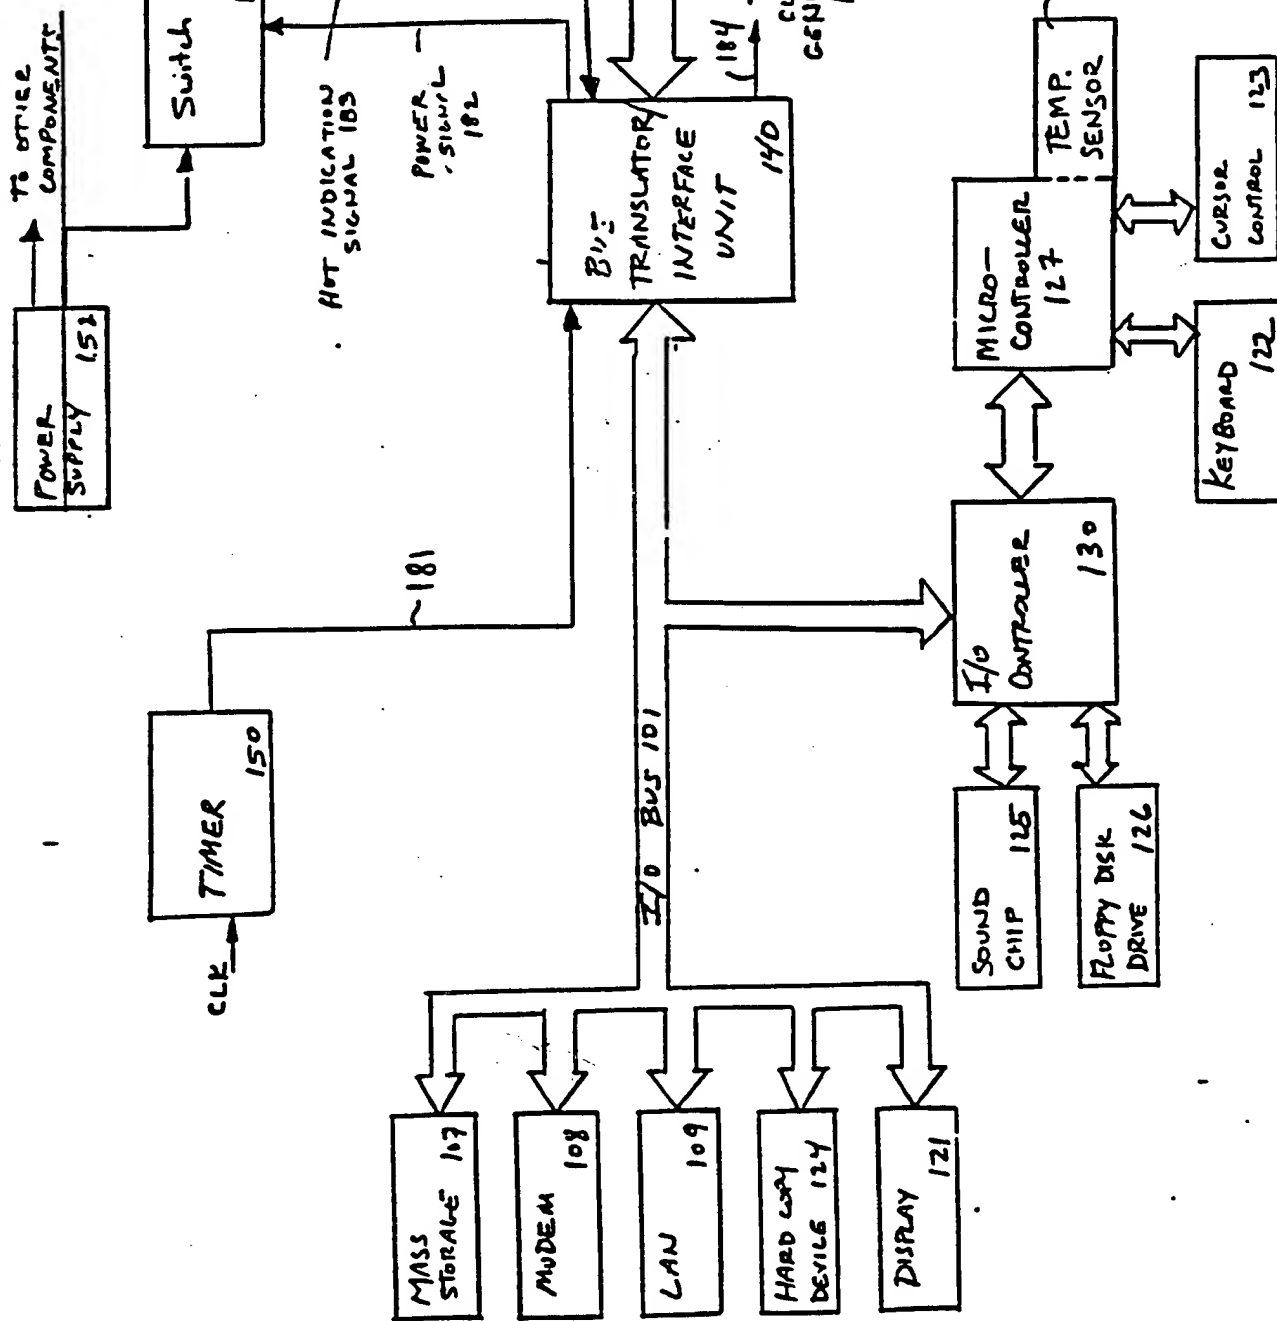 TO OTHER
COMPONENTS
POWER
SUPPLY 152
Switch
HOT INDICATION
SIGNAL 183
POWER
SIGNAL
182
184
BUS
TRANSLATOR/
INTERFACE
UNIT
140
TEMP.
SENSOR
MICRO-
CONTROLLER
127
CURSOR
CONTROL 123
KEYBOARD
122
181
TIMER
150
CLK
I/O BUS 101
I/O
CONTROLLER
130
SOUND
CHIP 125
FLOPPY DISK
DRIVE 126
MASS
STORAGE 107
MODEM
108
LAN
109
HARD COPY
DEVICE 124
DISPLAY
121